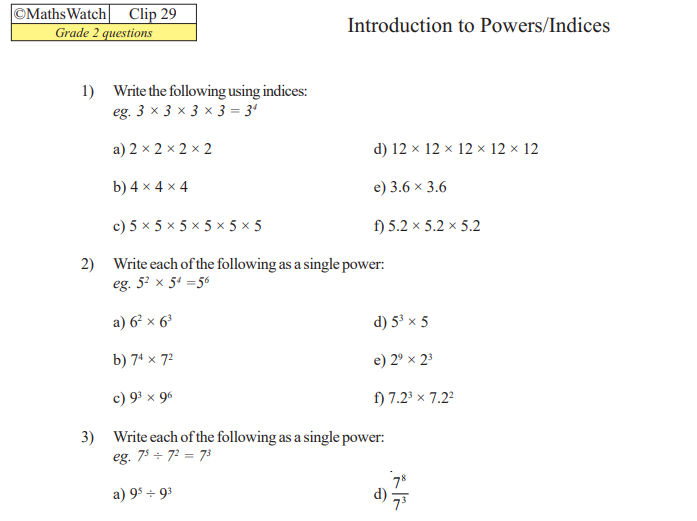 ©MathsWatch Clip 29
Grade 2 questions
Introduction to Powers/Indices
1) Write the following using indices:
eg. 3 × 3 × 3 × 3 = 3⁴
a) 2 × 2 × 2 × 2
d) 12 × 12 × 12 × 12 × 12
b) 4 × 4 × 4
e) 3.6 × 3.6
c) 5 × 5 × 5 × 5 × 5 × 5
f) 5.2 × 5.2 × 5.2
2) Write each of the following as a single power:
eg. 5² × 5⁴ =5⁶
a) 6² × 6³
d) 5³ × 5
b) 7⁴ × 7²
e) 2⁹ × 2³
c) 9³ × 9⁶
f) 7.2³ × 7.2²
3) Write each of the following as a single power:
eg. 7⁵ ÷ 7² = 7³
a) 9⁵ ÷ 9³
d) 7⁸/7³